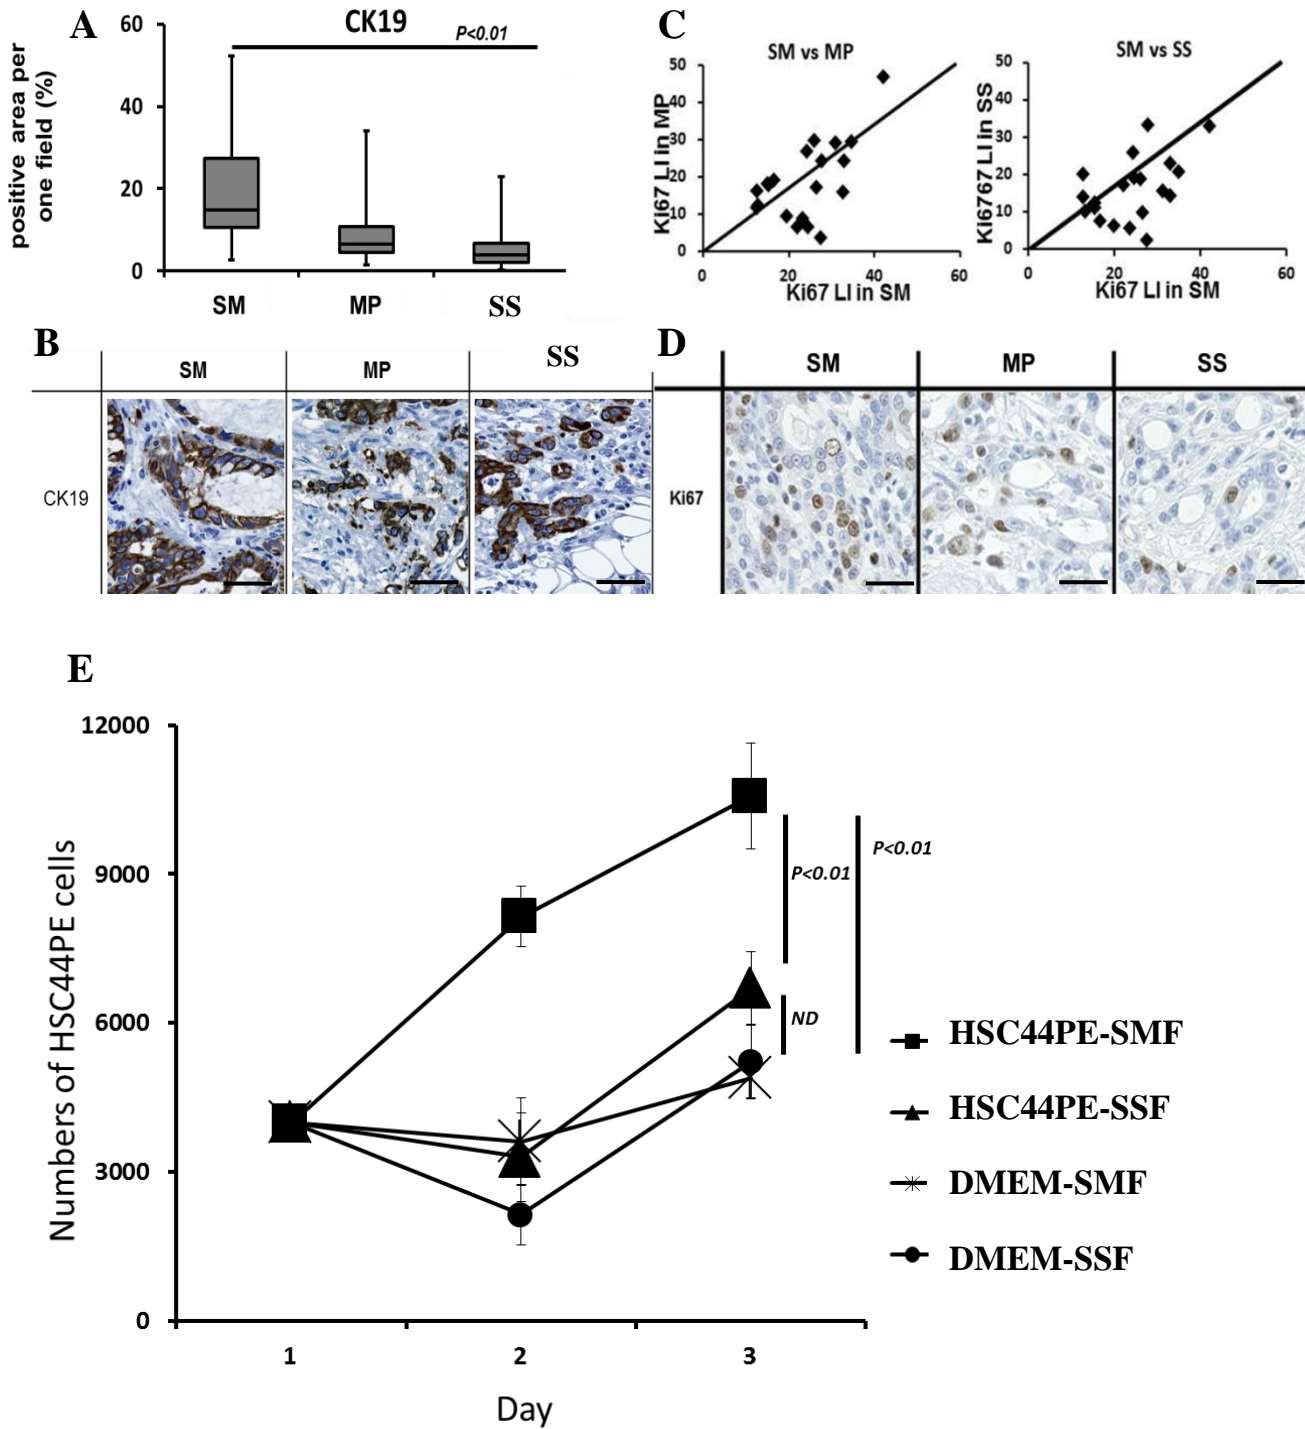 A
CK19
P<0.01
positive area per
one field (%)
60
40
20
0
SM
MP
SS
C
SM vs MP
Ki67 LI in MP
50
40
30
20
10
0
0
20
40
60
Ki67 LI in SM
SM vs SS
Ki6767 LI in SS
50
40
30
20
10
0
0
20
40
60
Ki67 LI in SM
B
SM
MP
SS
CK19
D
SM
MP
SS
Ki67
E
Numbers of HSC44PE cells
12000
9000
6000
3000
0
1
2
3
Day
P<0.01
P<0.01
ND
HSC44PE-SMF
HSC44PE-SSF
DMEM-SMF
DMEM-SSF